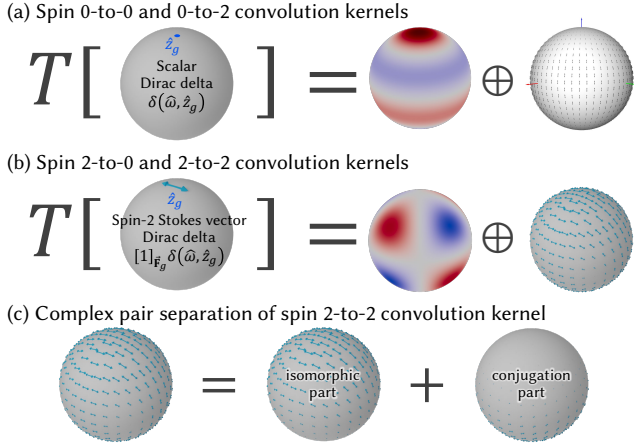 (a) Spin 0-to-0 and 0-to-2 convolution kernels
T [ ẑg ] = ⊕
Scalar
Dirac delta
δ(ω̂, ẑg)
(b) Spin 2-to-0 and 2-to-2 convolution kernels
T [ ẑg ] = ⊕
Spin-2 Stokes vector
Dirac delta
[1]F⃗g δ(ω̂, ẑg)
(c) Complex pair separation of spin 2-to-2 convolution kernel
= isomorphic part + conjugation part